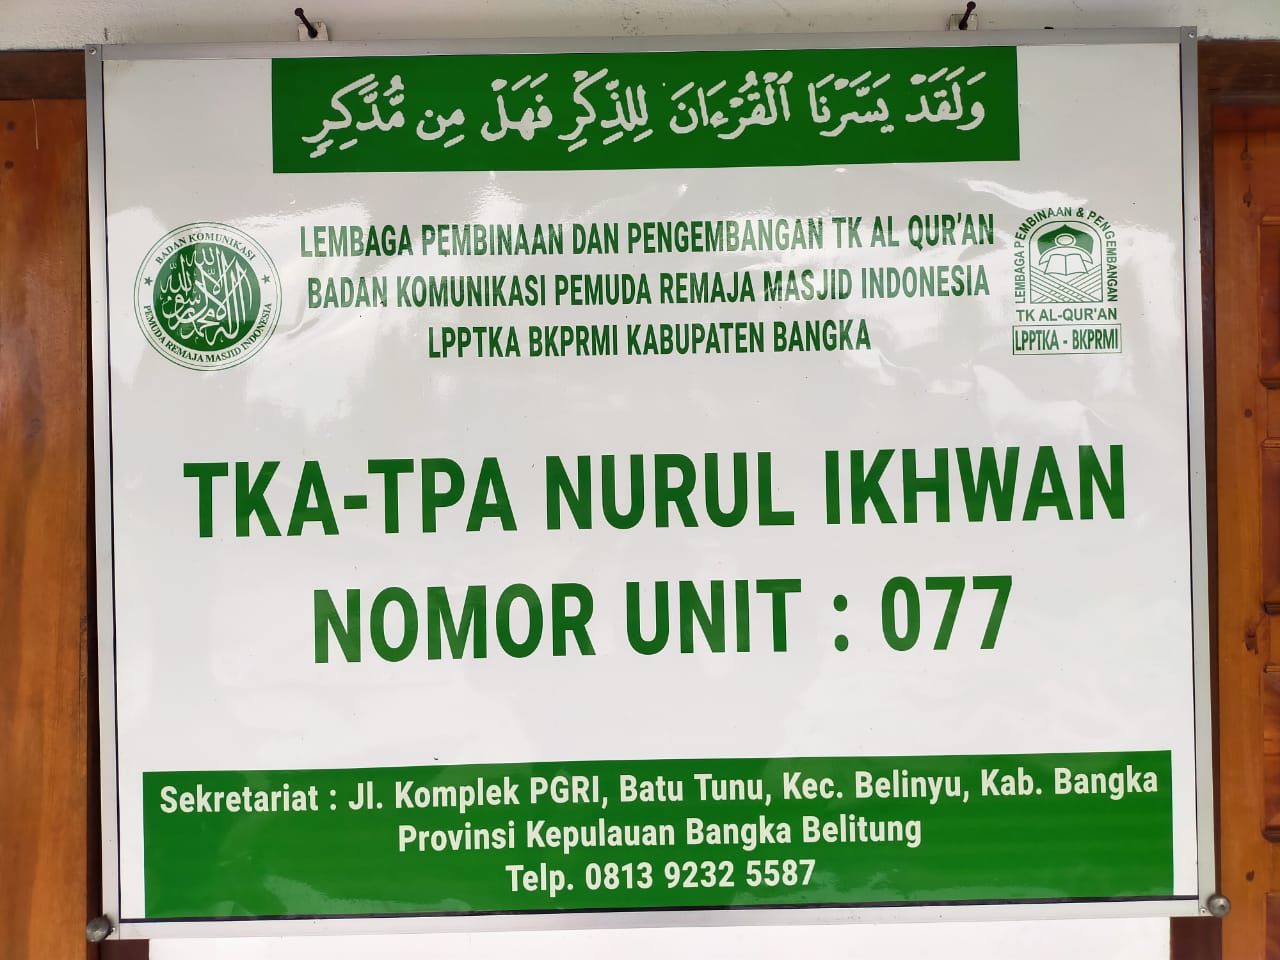 وَلَقَدْ يَسَّرْنَا ٱلْقُرْءَانَ لِلذِّكْرِ فَهَلْ مِن مُّدَّكِرٍ
LEMBAGA PEMBINAAN DAN PENGEMBANGAN TK AL QUR'AN
BADAN KOMUNIKASI PEMUDA REMAJA MASJID INDONESIA
LPPTKA BKPRMI KABUPATEN BANGKA
BADAN KOMUNIKASI
PEMUDA REMAJA MASJID INDONESIA
LEMBAGA PEMBINAAN & PENGEMBANGAN
TK AL-QUR'AN
LPPTKA - BKPRMI
TKA-TPA NURUL IKHWAN
NOMOR UNIT : 077
Sekretariat : Jl. Komplek PGRI, Batu Tunu, Kec. Belinyu, Kab. Bangka
Provinsi Kepulauan Bangka Belitung
Telp. 0813 9232 5587